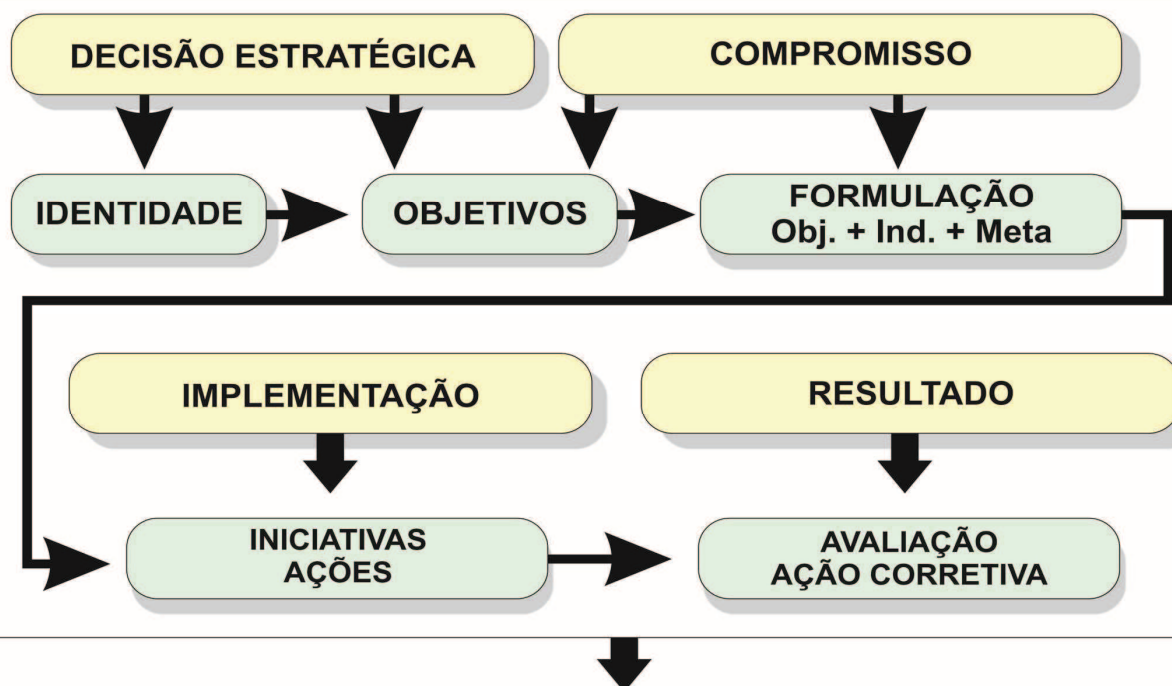 DECISÃO ESTRATÉGICA
COMPROMISSO
IDENTIDADE
OBJETIVOS
FORMULAÇÃO
Obj. + Ind. + Meta
IMPLEMENTAÇÃO
RESULTADO
INICIATIVAS
AÇÕES
AVALIAÇÃO
AÇÃO CORRETIVA